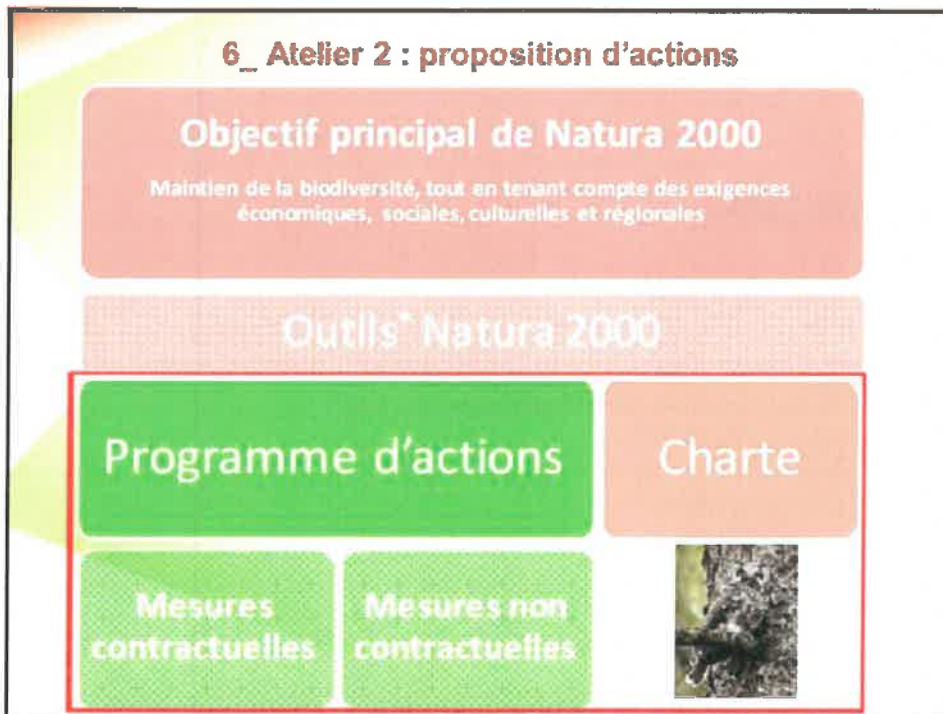 6_ Atelier 2 : proposition d'actions
Objectif principal de Natura 2000
Maintien de la biodiversité, tout en tenant compte des exigences
économiques, sociales, culturelles et régionales
Outils* Natura 2000
Programme d'actions
Charte
Mesures
contractuelles
Mesures non
contractuelles